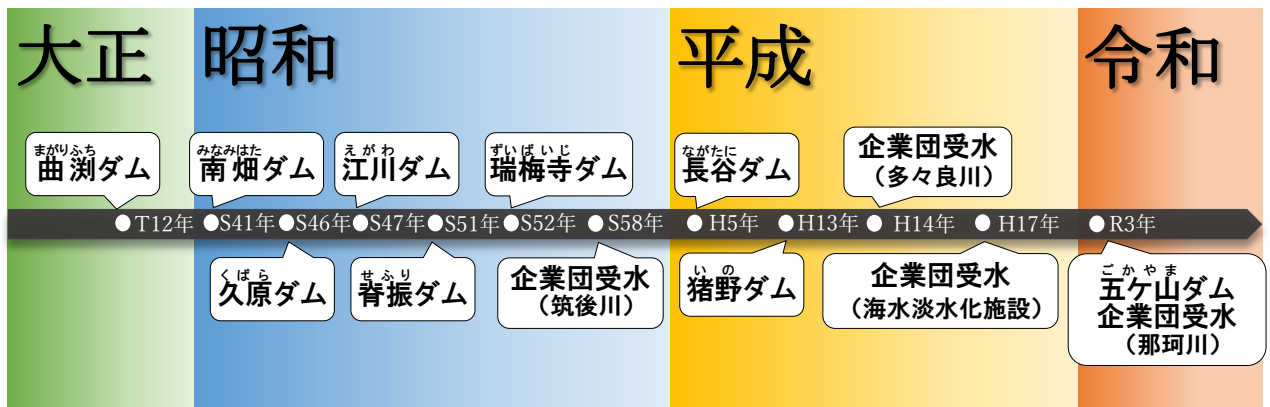 大正
昭和
平成
令和
まがりふち
曲渕ダム
みなみはた
南畑ダム
えがわ
江川ダム
ずいばいじ
瑞梅寺ダム
ながたに
長谷ダム
企業団受水
（多々良川）
●T12年 ●S41年 ●S46年 ●S47年 ●S51年 ●S52年 ●S58年 ●H5年 ●H13年 ●H14年 ●H17年 ●R3年
くばら
久原ダム
せふり
脊振ダム
企業団受水
（筑後川）
いの
猪野ダム
企業団受水
（海水淡水化施設）
ごかやま
五ケ山ダム
企業団受水
（那珂川）